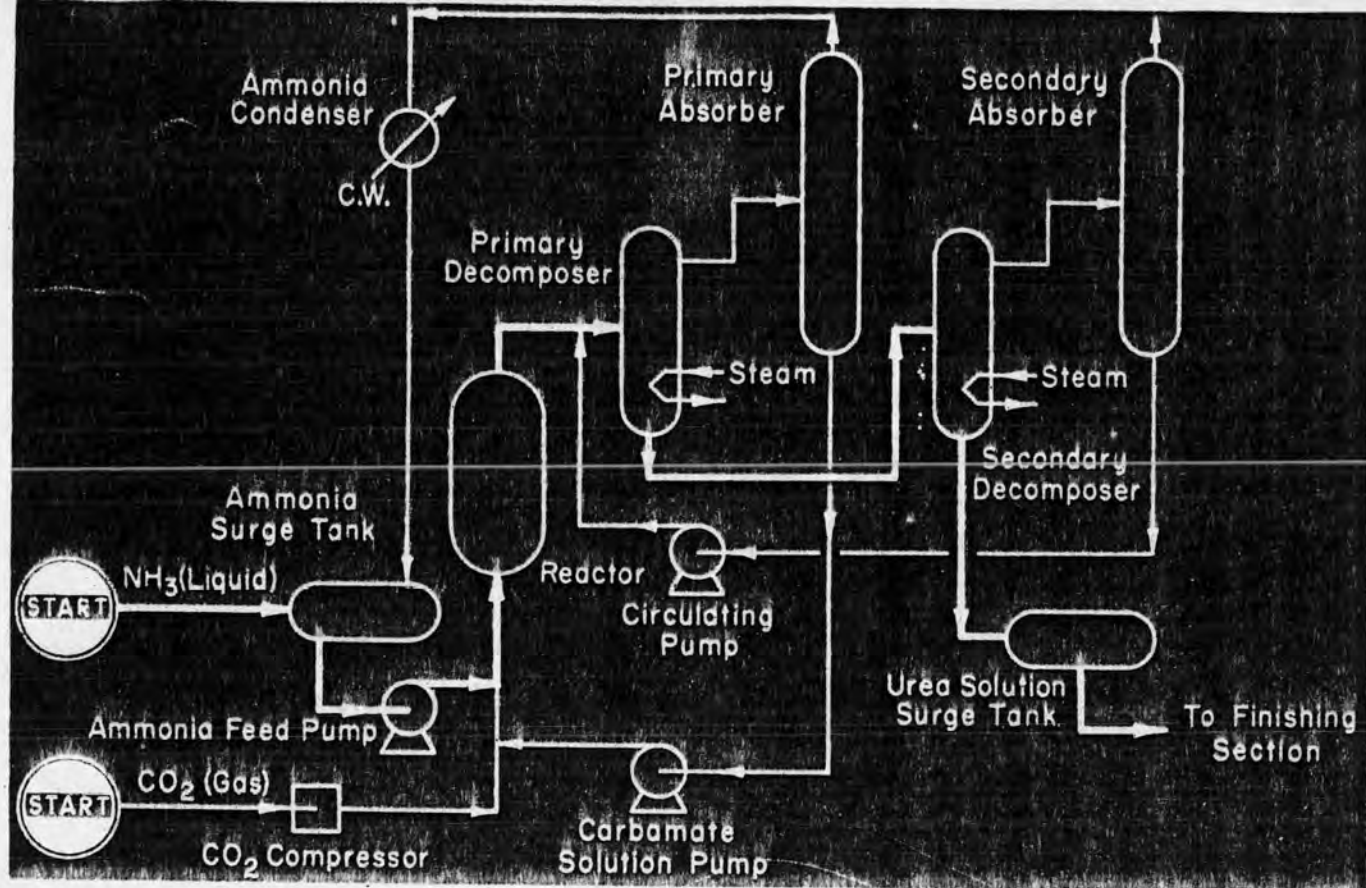 Ammonia
Condenser
C.W.
Primary
Absorber
Secondary
Absorber
Primary
Decomposer
Steam
Steam
Secondary
Decomposer
Ammonia
Surge Tank
START
NH3(Liquid)
Reactor
Circulating
Pump
Urea Solution
Surge Tank
To Finishing
Section
Ammonia Feed Pump
START
CO2 (Gas)
CO2 Compressor
Carbamate
Solution Pump